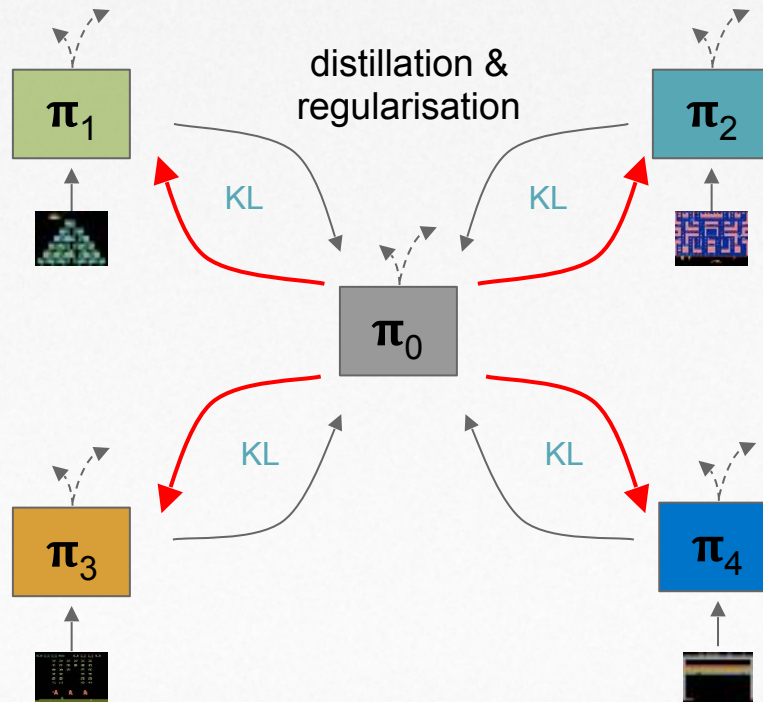 distillation &
regularisation
π1
π2
KL
KL
π0
KL
KL
π3
π4